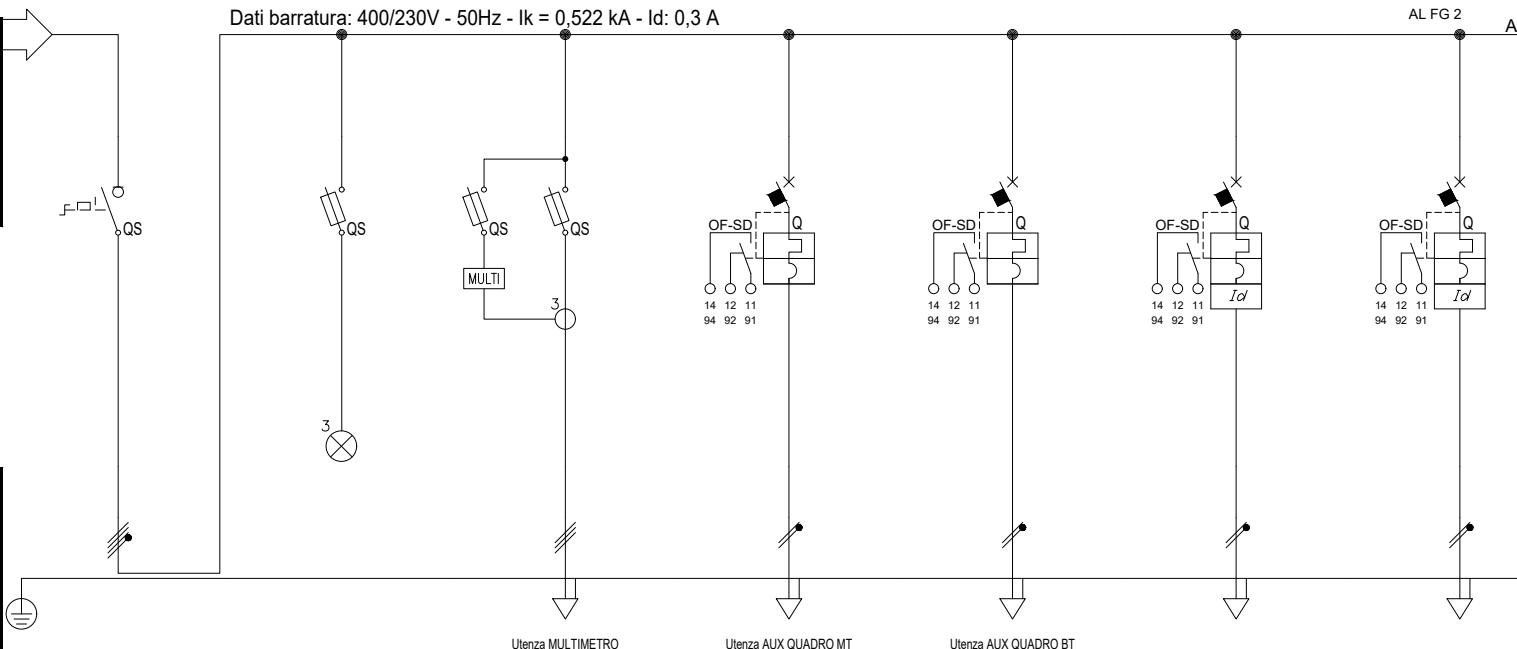 Dati barratura: 400/230V - 50Hz - Ik = 0,522 kA - Id: 0,3 A
AL FG 2
A
QS
QS
QS
QS
MULTI
3
3
OF-SD
Q
14 12 11
94 92 91
OF-SD
Q
14 12 11
94 92 91
OF-SD
Q
Id
14 12 11
94 92 91
OF-SD
Q
Id
14 12 11
94 92 91
Utenza MULTIMETRO
Utenza AUX QUADRO MT
Utenza AUX QUADRO BT